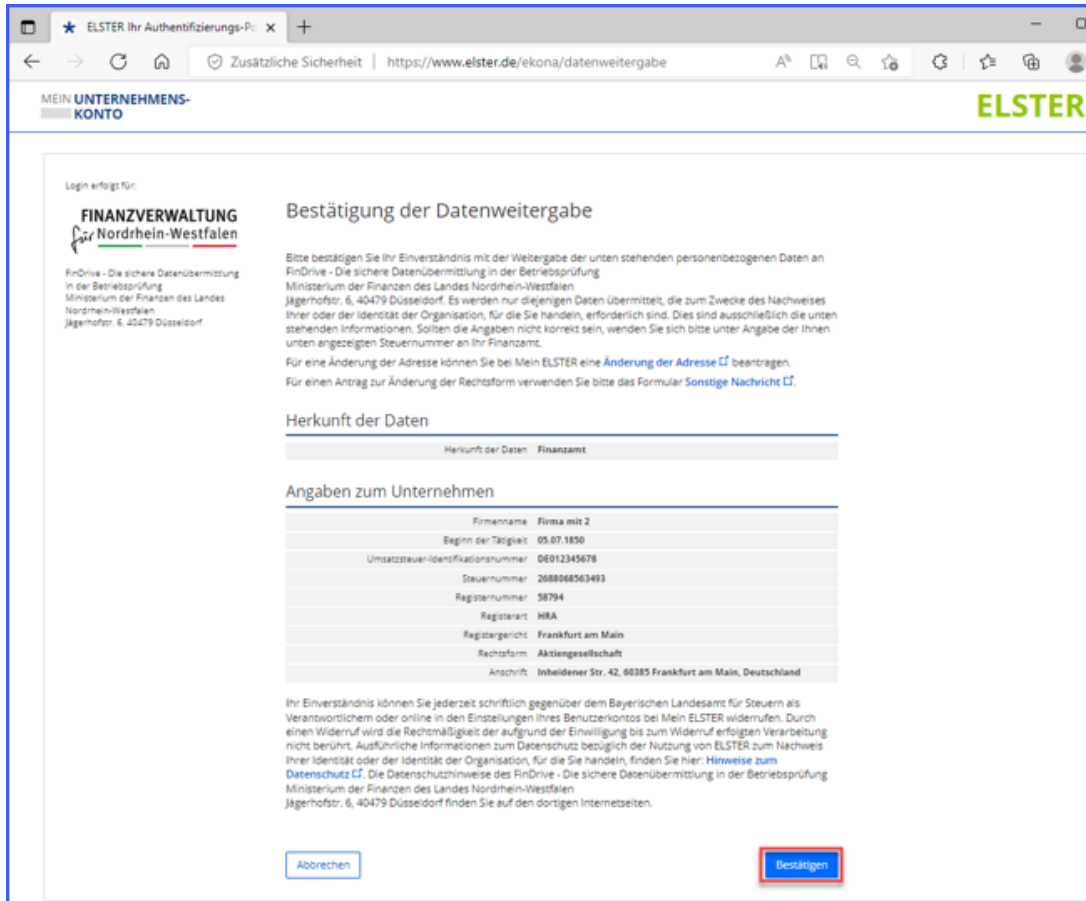 ELSTER Ihr Authentifizierungs-Po
Zusätzliche Sicherheit | https://www.elster.de/ekona/datenweitergabe
MEIN UNTERNEHMENS-
KONTO
ELSTER
Login erfolgt für:
FINANZVERWALTUNG
für Nordrhein-Westfalen
FinDrive - Die sichere Datenübermittlung
in der Betriebsprüfung
Ministerium der Finanzen des Landes
Nordrhein-Westfalen
Jägerhofstr. 6, 40479 Düsseldorf
Bestätigung der Datenweitergabe
Bitte bestätigen Sie Ihr Einverständnis mit der Weitergabe der unten stehenden personenbezogenen Daten an
FinDrive - Die sichere Datenübermittlung in der Betriebsprüfung
Ministerium der Finanzen des Landes Nordrhein-Westfalen
Jägerhofstr. 6, 40479 Düsseldorf. Es werden nur diejenigen Daten übermittelt, die zum Zwecke des Nachweises
Ihrer oder der Identität der Organisation, für die Sie handeln, erforderlich sind. Dies sind ausschließlich die unten
stehenden Informationen. Sollten die Angaben nicht korrekt sein, wenden Sie sich bitte unter Angabe der Ihnen
unten angezeigten Steuernummer an Ihr Finanzamt.
Für eine Änderung der Adresse können Sie bei Mein ELSTER eine Änderung der Adresse beantragen.
Für einen Antrag zur Änderung der Rechtsform verwenden Sie bitte das Formular Sonstige Nachricht.
Herkunft der Daten
Herkunft der Daten Finanzamt
Angaben zum Unternehmen
Firmenname Firma mit 2
Beginn der Tätigkeit 05.07.1850
Umsatzsteuer-Identifikationsnummer DE012345678
Steuernummer 2688068563493
Registernummer 58794
Registerart HRA
Registergericht Frankfurt am Main
Rechtsform Aktiengesellschaft
Anschrift Inheidener Str. 42, 60385 Frankfurt am Main, Deutschland
Ihr Einverständnis können Sie jederzeit schriftlich gegenüber dem Bayerischen Landesamt für Steuern als
Verantwortlichem oder online in den Einstellungen Ihres Benutzerkontos bei Mein ELSTER widerrufen. Durch
einen Widerruf wird die Rechtmäßigkeit der aufgrund der Einwilligung bis zum Widerruf erfolgten Verarbeitung
nicht berührt. Ausführliche Informationen zum Datenschutz bezüglich der Nutzung von ELSTER zum Nachweis
Ihrer Identität oder der Identität der Organisation, für die Sie handeln, finden Sie hier: Hinweise zum
Datenschutz. Die Datenschutzhinweise des FinDrive - Die sichere Datenübermittlung in der Betriebsprüfung
Ministerium der Finanzen des Landes Nordrhein-Westfalen
Jägerhofstr. 6, 40479 Düsseldorf finden Sie auf den dortigen Internetseiten.
Abbrechen
Bestätigen